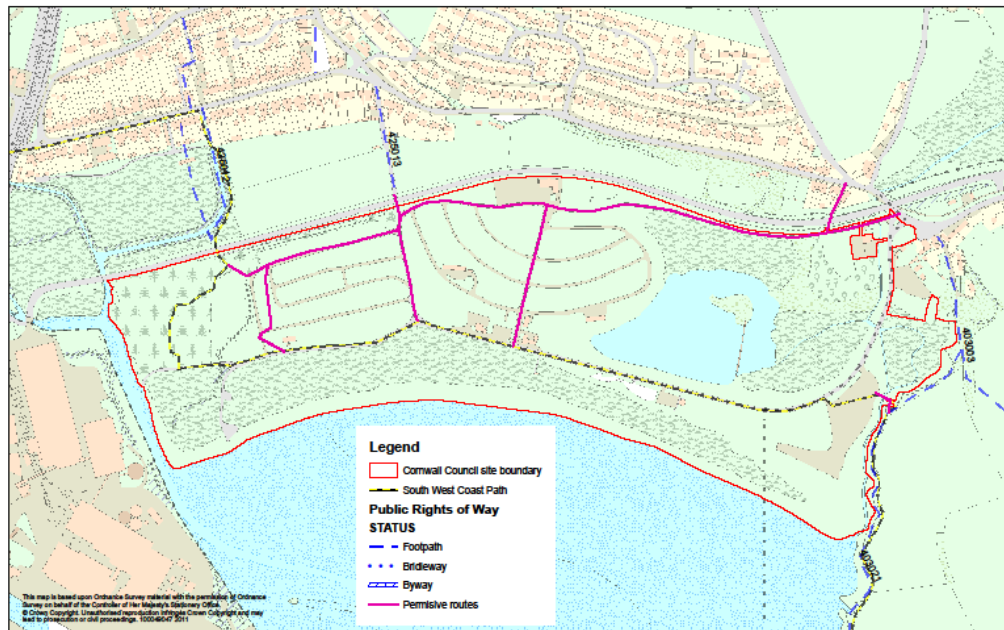 426042
425013
403003
403021
Legend
Cornwall Council site boundary
South West Coast Path
Public Rights of Way
STATUS
Footpath
Bridleway
Byway
Permisive routes
This map is based upon Ordnance Survey material with the permission of Ordnance
Survey on behalf of the Controller of Her Majesty's Stationery Office.
© Crown Copyright. Unauthorised reproduction infringes Crown Copyright and may
lead to prosecution or civil proceedings. 100049047 2011